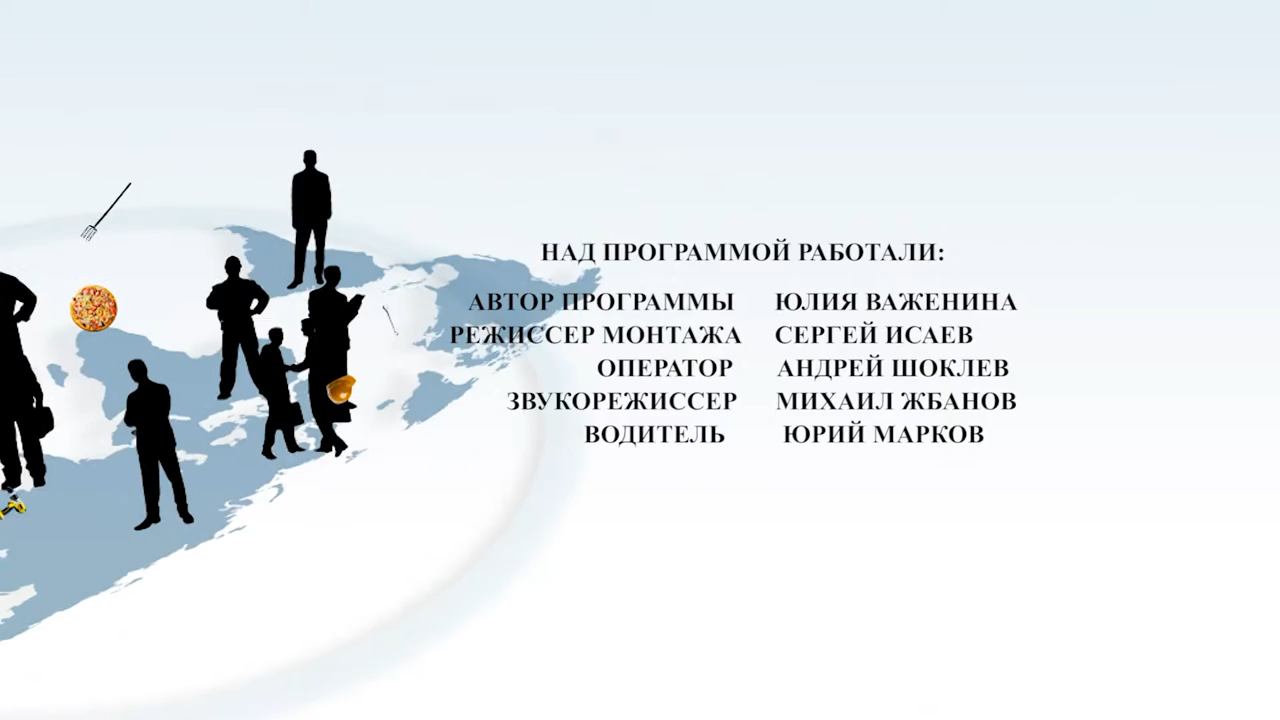 НАД ПРОГРАММОЙ РАБОТАЛИ:
АВТОР ПРОГРАММЫ ЮЛИЯ ВАЖЕНИНА
РЕЖИССЕР МОНТАЖА СЕРГЕЙ ИСАЕВ
ОПЕРАТОР АНДРЕЙ ШОКЛЕВ
ЗВУКОРЕЖИССЕР МИХАИЛ ЖБАНОВ
ВОДИТЕЛЬ ЮРИЙ МАРКОВ